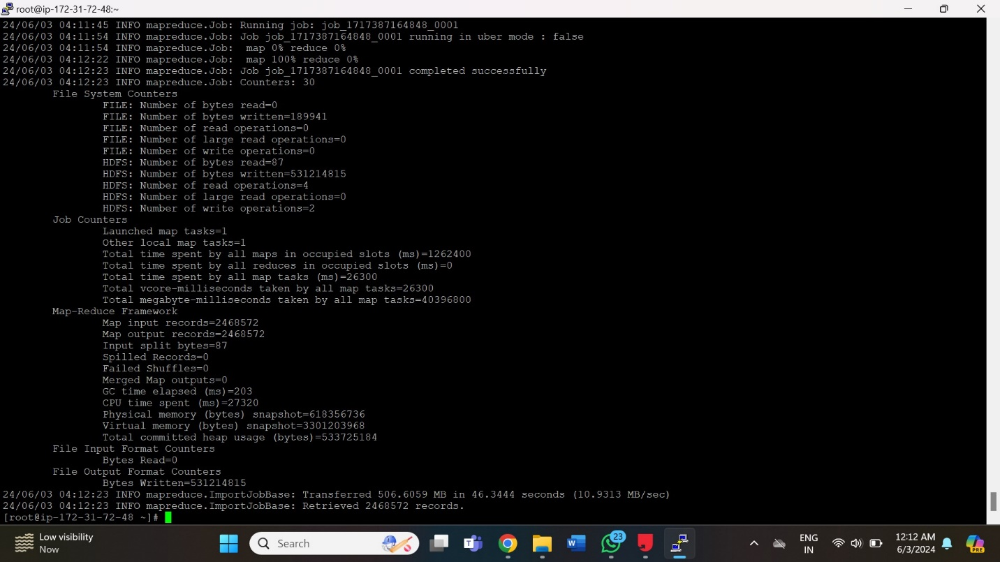 root@ip-172-31-72-48:~
24/06/03 04:11:45 INFO mapreduce.Job: Running job: job_1717387164848_0001
24/06/03 04:11:54 INFO mapreduce.Job: Job job_1717387164848_0001 running in uber mode : false
24/06/03 04:11:54 INFO mapreduce.Job:  map 0% reduce 0%
24/06/03 04:12:22 INFO mapreduce.Job:  map 100% reduce 0%
24/06/03 04:12:23 INFO mapreduce.Job: Job job_1717387164848_0001 completed successfully
24/06/03 04:12:23 INFO mapreduce.Job: Counters: 30
File System Counters
FILE: Number of bytes read=0
FILE: Number of bytes written=189941
FILE: Number of read operations=0
FILE: Number of large read operations=0
FILE: Number of write operations=0
HDFS: Number of bytes read=87
HDFS: Number of bytes written=531214815
HDFS: Number of read operations=4
HDFS: Number of large read operations=0
HDFS: Number of write operations=2
Job Counters
Launched map tasks=1
Other local map tasks=1
Total time spent by all maps in occupied slots (ms)=1262400
Total time spent by all reduces in occupied slots (ms)=0
Total time spent by all map tasks (ms)=26300
Total vcore-milliseconds taken by all map tasks=26300
Total megabyte-milliseconds taken by all map tasks=40396800
Map-Reduce Framework
Map input records=2468572
Map output records=2468572
Input split bytes=87
Spilled Records=0
Failed Shuffles=0
Merged Map outputs=0
GC time elapsed (ms)=203
CPU time spent (ms)=27320
Physical memory (bytes) snapshot=618356736
Virtual memory (bytes) snapshot=3301203968
Total committed heap usage (bytes)=533725184
File Input Format Counters
Bytes Read=0
File Output Format Counters
Bytes Written=531214815
24/06/03 04:12:23 INFO mapreduce.ImportJobBase: Transferred 506.6059 MB in 46.3444 seconds (10.9313 MB/sec)
24/06/03 04:12:23 INFO mapreduce.ImportJobBase: Retrieved 2468572 records.
[root@ip-172-31-72-48 ~]#
Low visibility
Now
Search
23
ENG
IN
12:12 AM
6/3/2024
PRE